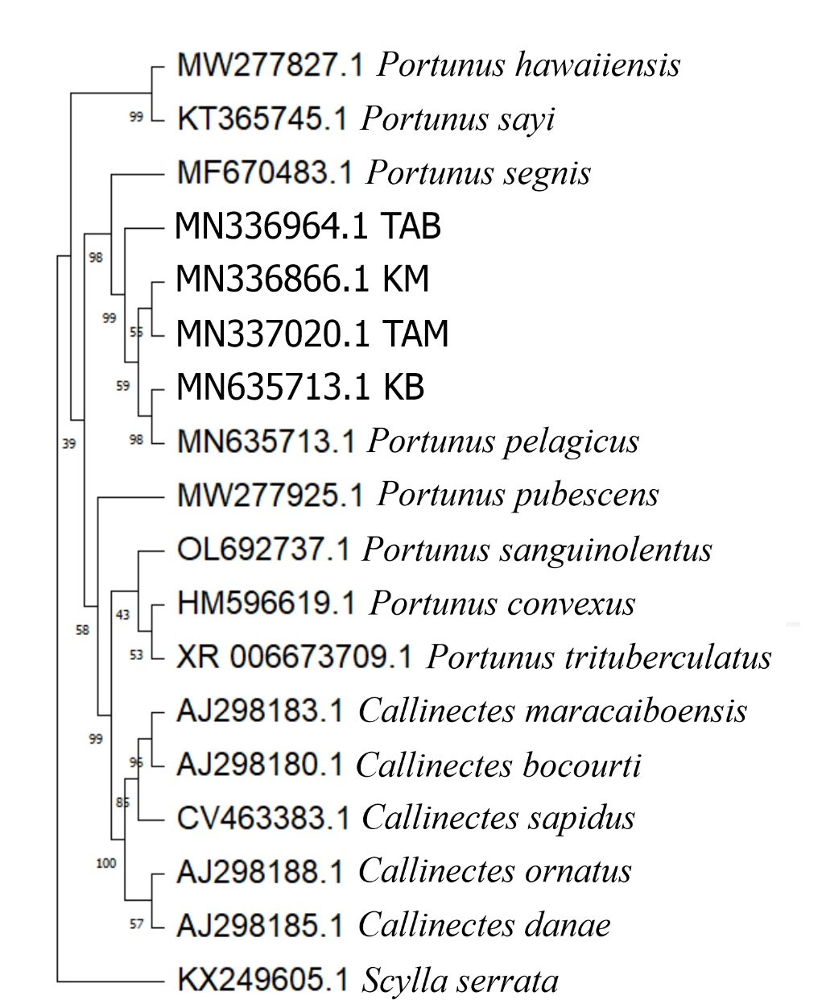 MW277827.1 Portunus hawaiiensis
99
KT365745.1 Portunus sayi
MF670483.1 Portunus segnis
MN336964.1 TAB
98
MN336866.1 KM
99
55
MN337020.1 TAM
59
MN635713.1 KB
39
98
MN635713.1 Portunus pelagicus
MW277925.1 Portunus pubescens
OL692737.1 Portunus sanguinolentus
43
HM596619.1 Portunus convexus
58
53
XR 006673709.1 Portunus trituberculatus
AJ298183.1 Callinectes maracaiboensis
99
96
AJ298180.1 Callinectes bocourti
85
CV463383.1 Callinectes sapidus
100
AJ298188.1 Callinectes ornatus
57
AJ298185.1 Callinectes danae
KX249605.1 Scylla serrata